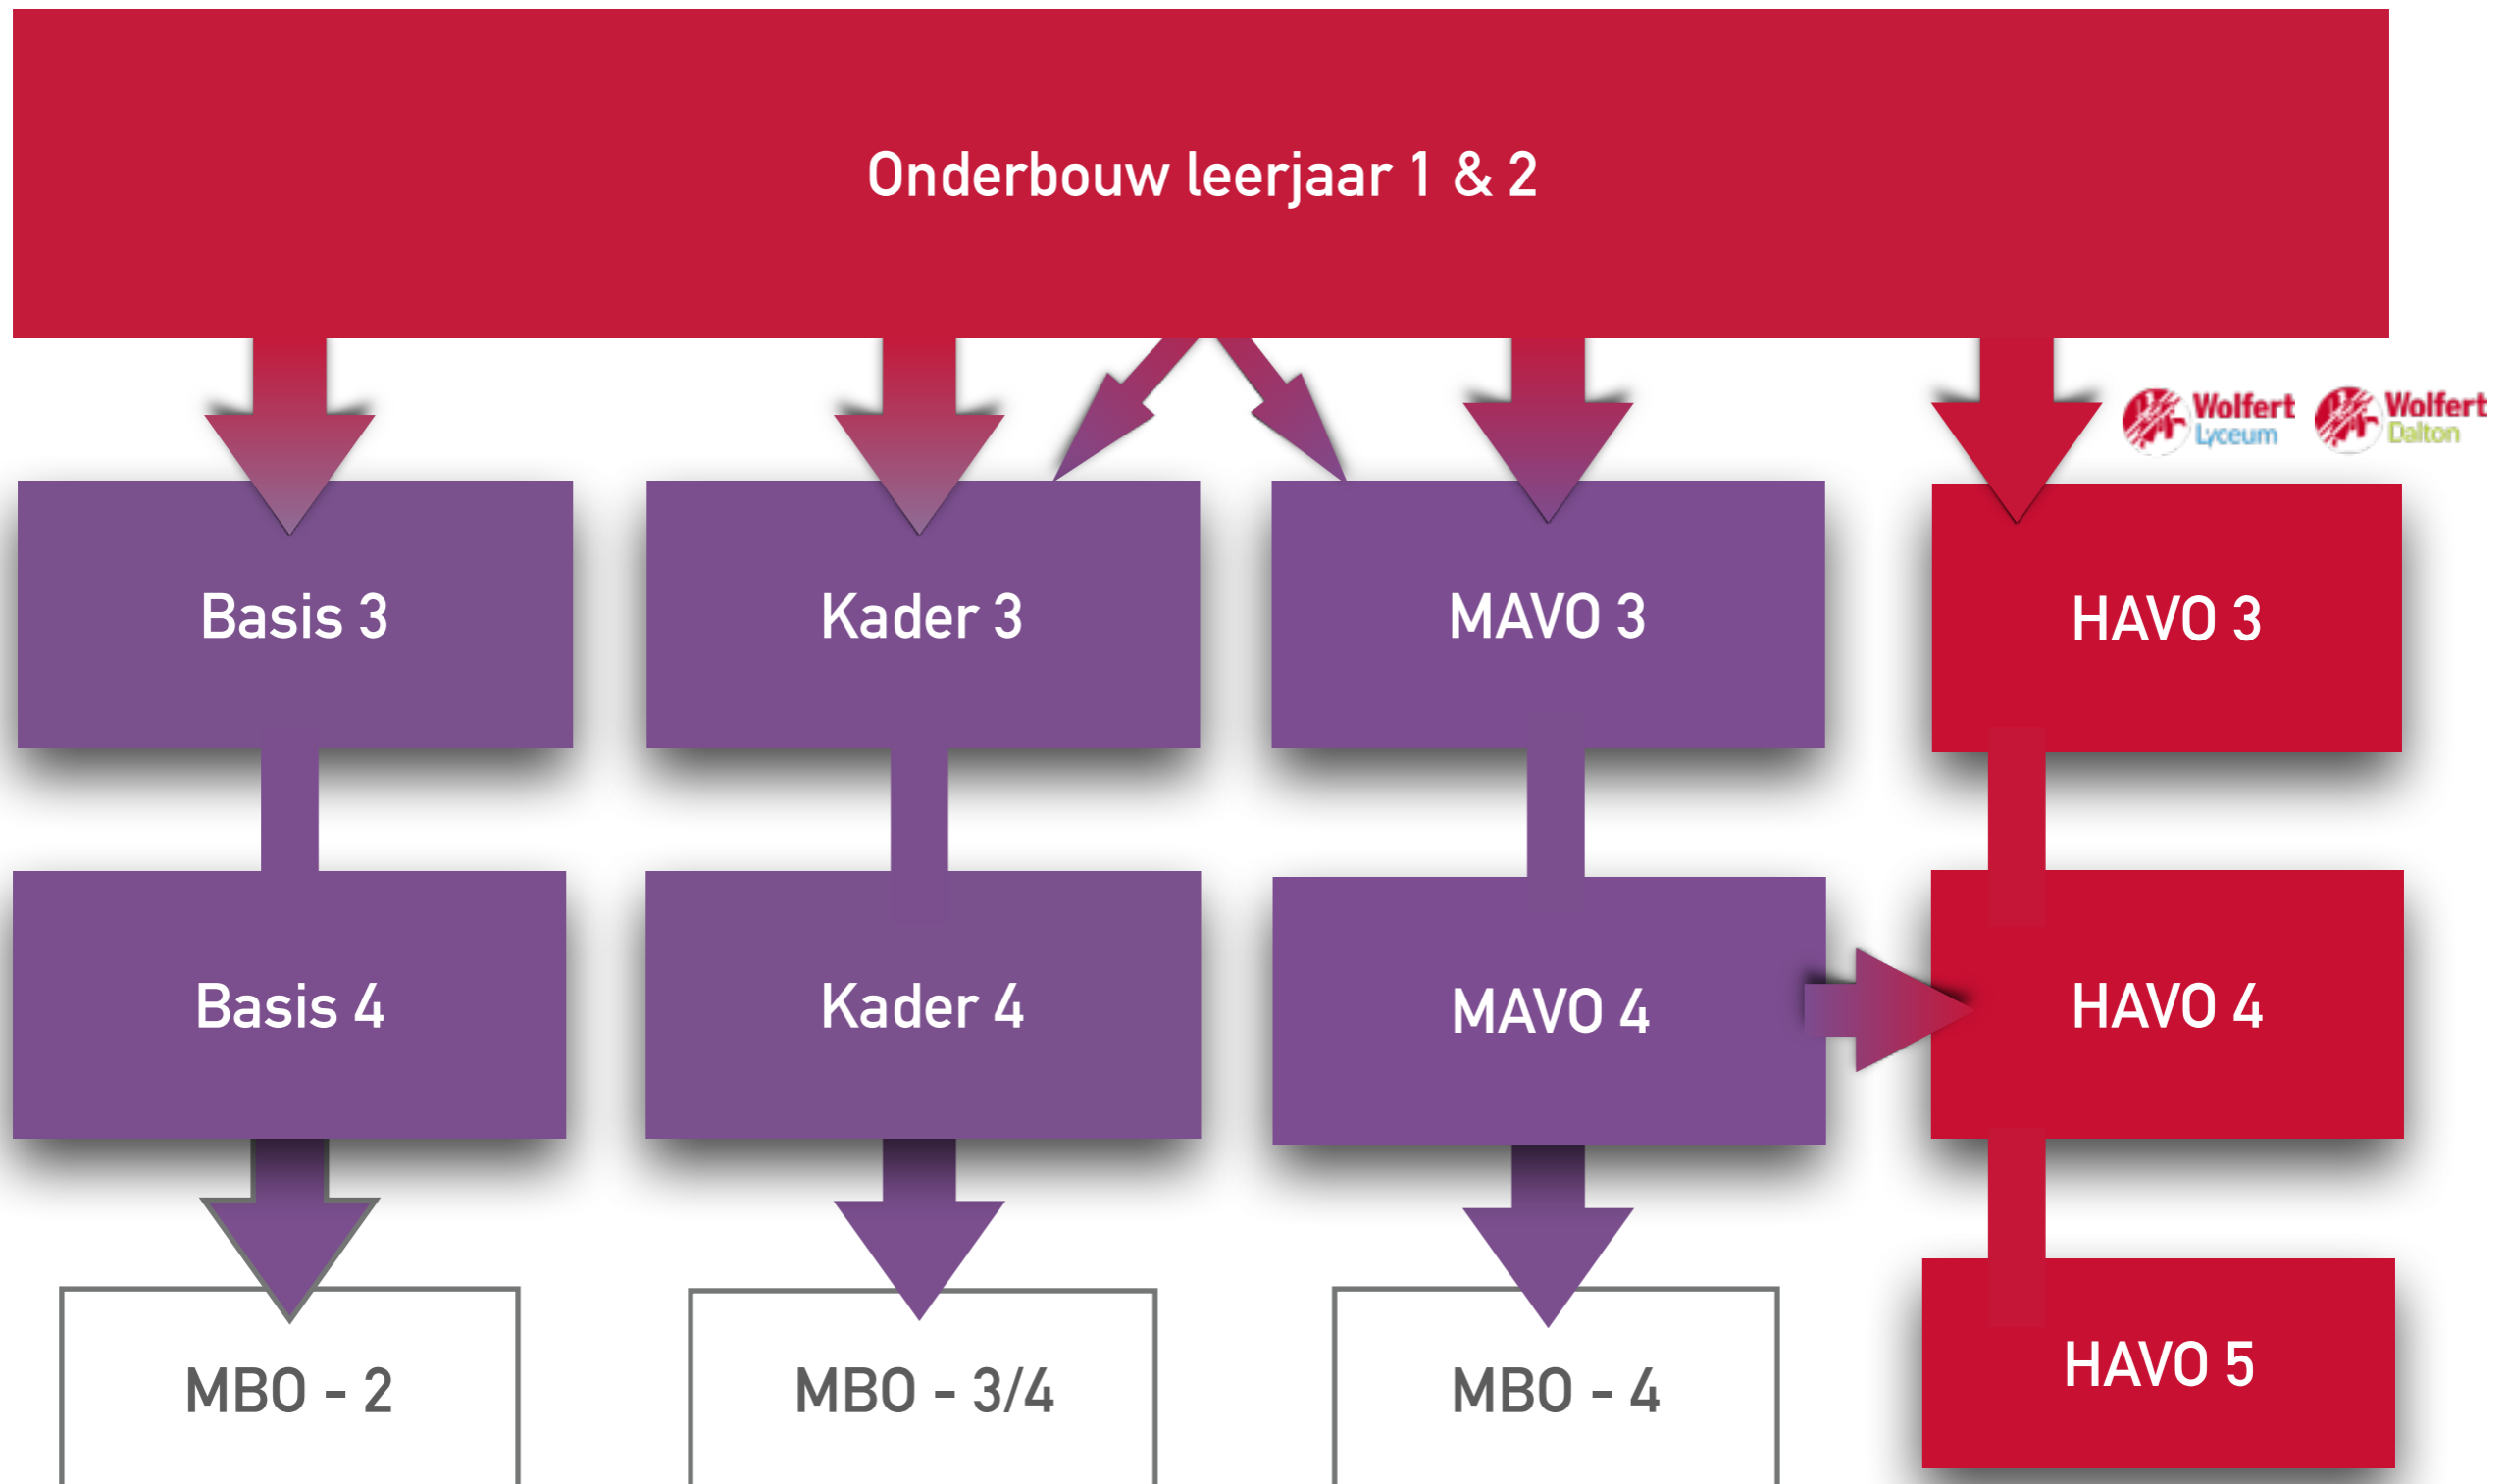 Onderbouw leerjaar 1 & 2
Wolfert
Lyceum
Wolfert
Dalton
Basis 3
Kader 3
MAVO 3
HAVO 3
Basis 4
Kader 4
MAVO 4
HAVO 4
MBO - 2
MBO - 3/4
MBO - 4
HAVO 5